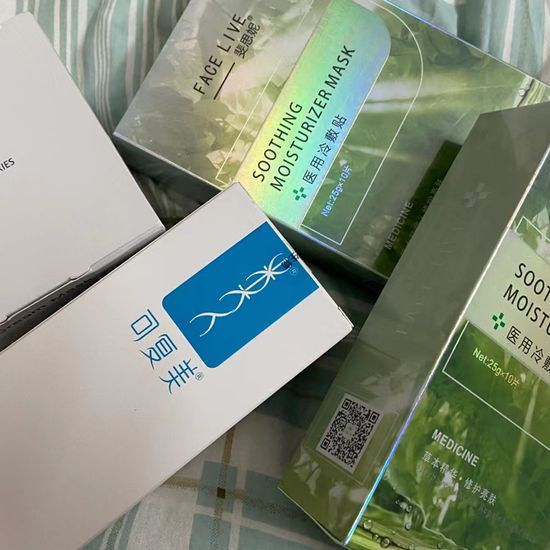 FACE LIVE
斐思妮®
SOOTHING
MOISTURIZER MASK
医用冷敷贴
Net:25g×10片
NIES
可复美®
MEDICINE
SOOTHING
MOISTU
医用冷敷
Net:25g×10片
MEDICINE
草本精华·修护亮肤